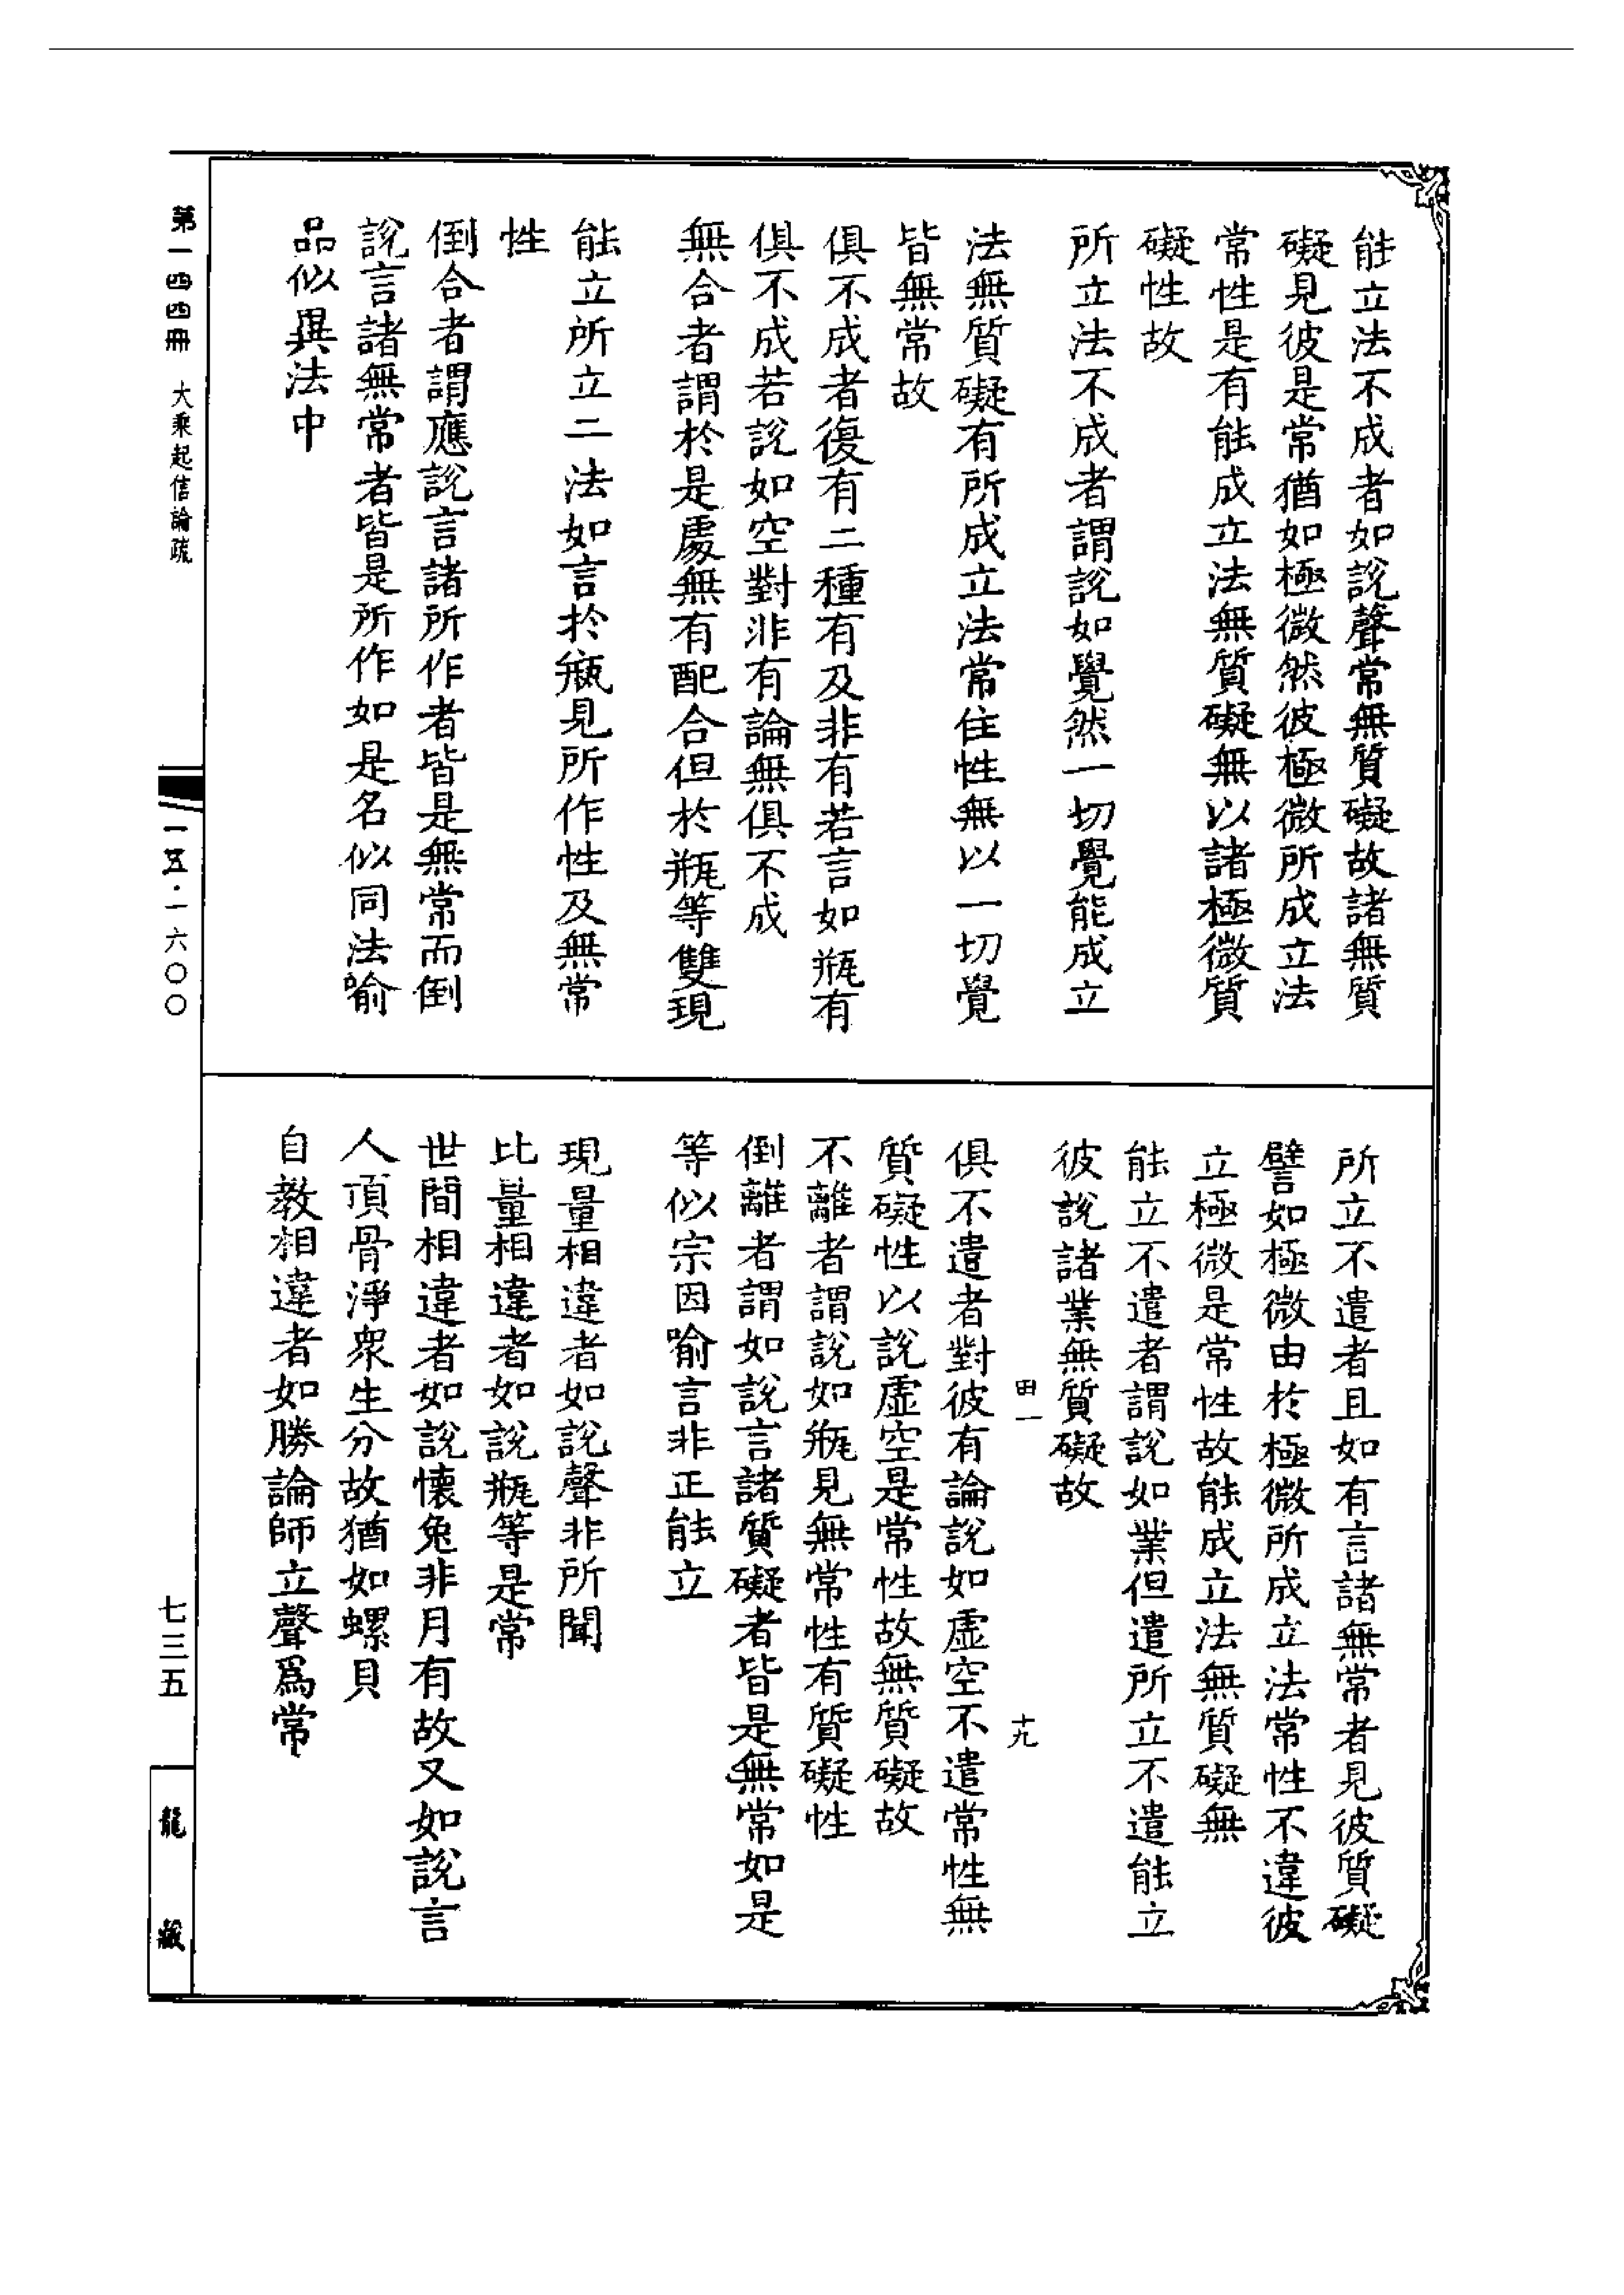 能立法不成者如說聲常無質礙故諸無質
礙見彼是常猶如極微然彼極微所成立法
常性是有能成立法無質礙無以諸極微質
礙性故
所立法不成者謂說如覺然一切覺能成立
法無質礙有所成立法常住性無以一切覺
皆無常故
俱不成者復有二種有及非有若言如瓶有
俱不成若說如空對非有論無俱不成
無合者謂於是處無有配合但於瓶等雙現
能立所立二法如言於瓶見所作性及無常
性
倒合者謂應說言諸所作者皆是無常而倒
說言諸無常者皆是所作如是名似同法喻
品似異法中
所立不遣者且如有言諸無常者見彼質礙
譬如極微由於極微所成立法常性不違彼
立極微是常性故能成立法無質礙無
能立不遣者謂說如業但遣所立不遣能立
彼說諸業無質礙故
田一 十九
俱不遣者對彼有論說如虛空不遣常性無
質礙性以說虛空是常性故無質礙故
不離者謂說如瓶見無常性有質礙性
倒離者謂如說言諸質礙者皆是無常如是
等似宗因喻言非正能立
現量相違者如說聲非所聞
比量相違者如說瓶等是常
世間相違者如說懷兔非月有故又如說言
人頂骨淨衆生分故猶如螺貝
自教相違者如勝論師立聲爲常
第一四四冊 大乘起信論疏
一五·一六〇〇
七三五
龍藏